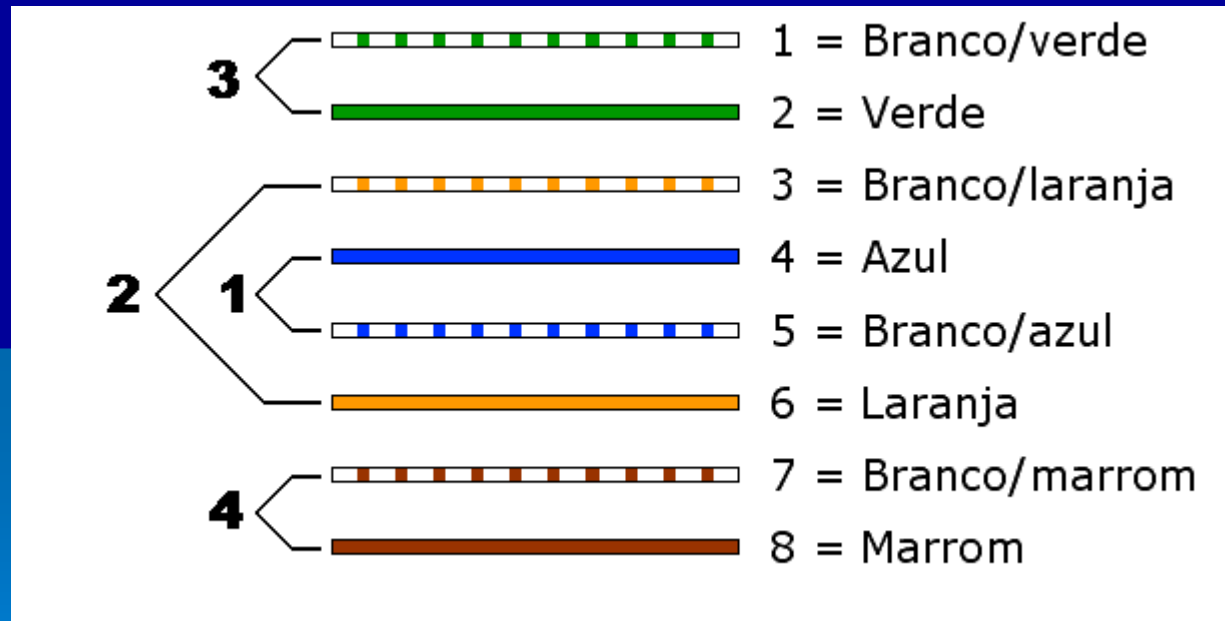 1 = Branco/verde
3
2 = Verde
3 = Branco/laranja
4 = Azul
2 1
5 = Branco/azul
6 = Laranja
7 = Branco/marrom
4
8 = Marrom